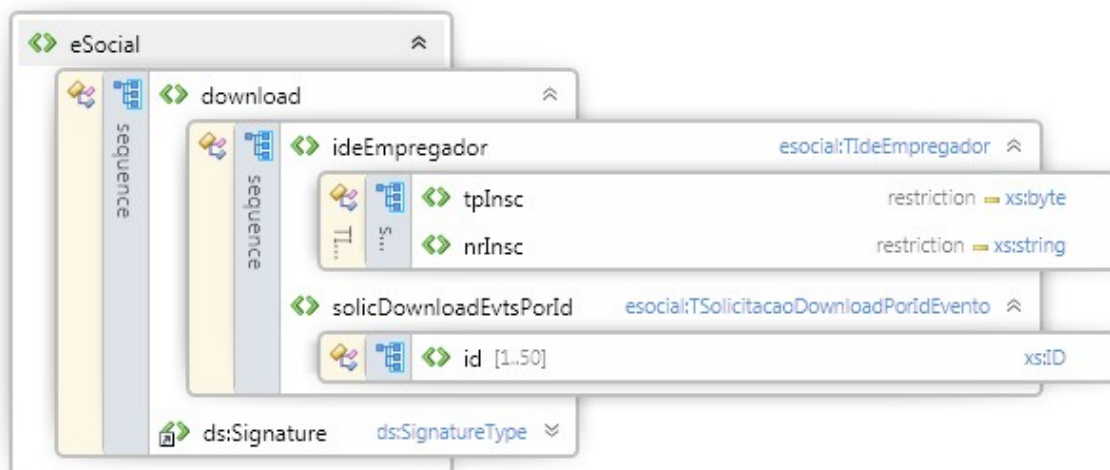 eSocial
download
sequence
ideEmpregador esocial:TIdeEmpregador
sequence
tpInsc restriction xs:byte
TI... s...
nrInsc restriction xs:string
solicDownloadEvtsPorId esocial:TSolicitacaoDownloadPorIdEvento
id [1..50] xs:ID
ds:Signature ds:SignatureType